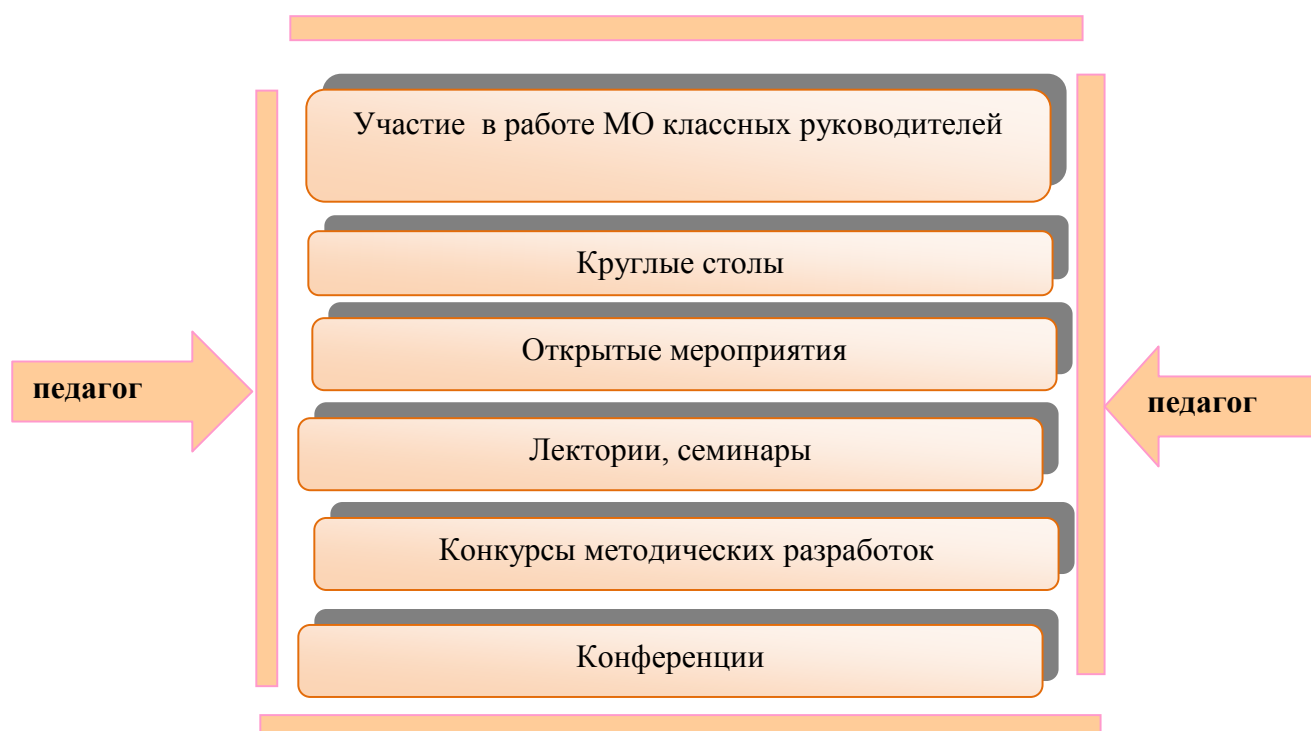 Участие в работе МО классных руководителей
Круглые столы
Открытые мероприятия
педагог
педагог
Лектории, семинары
Конкурсы методических разработок
Конференции